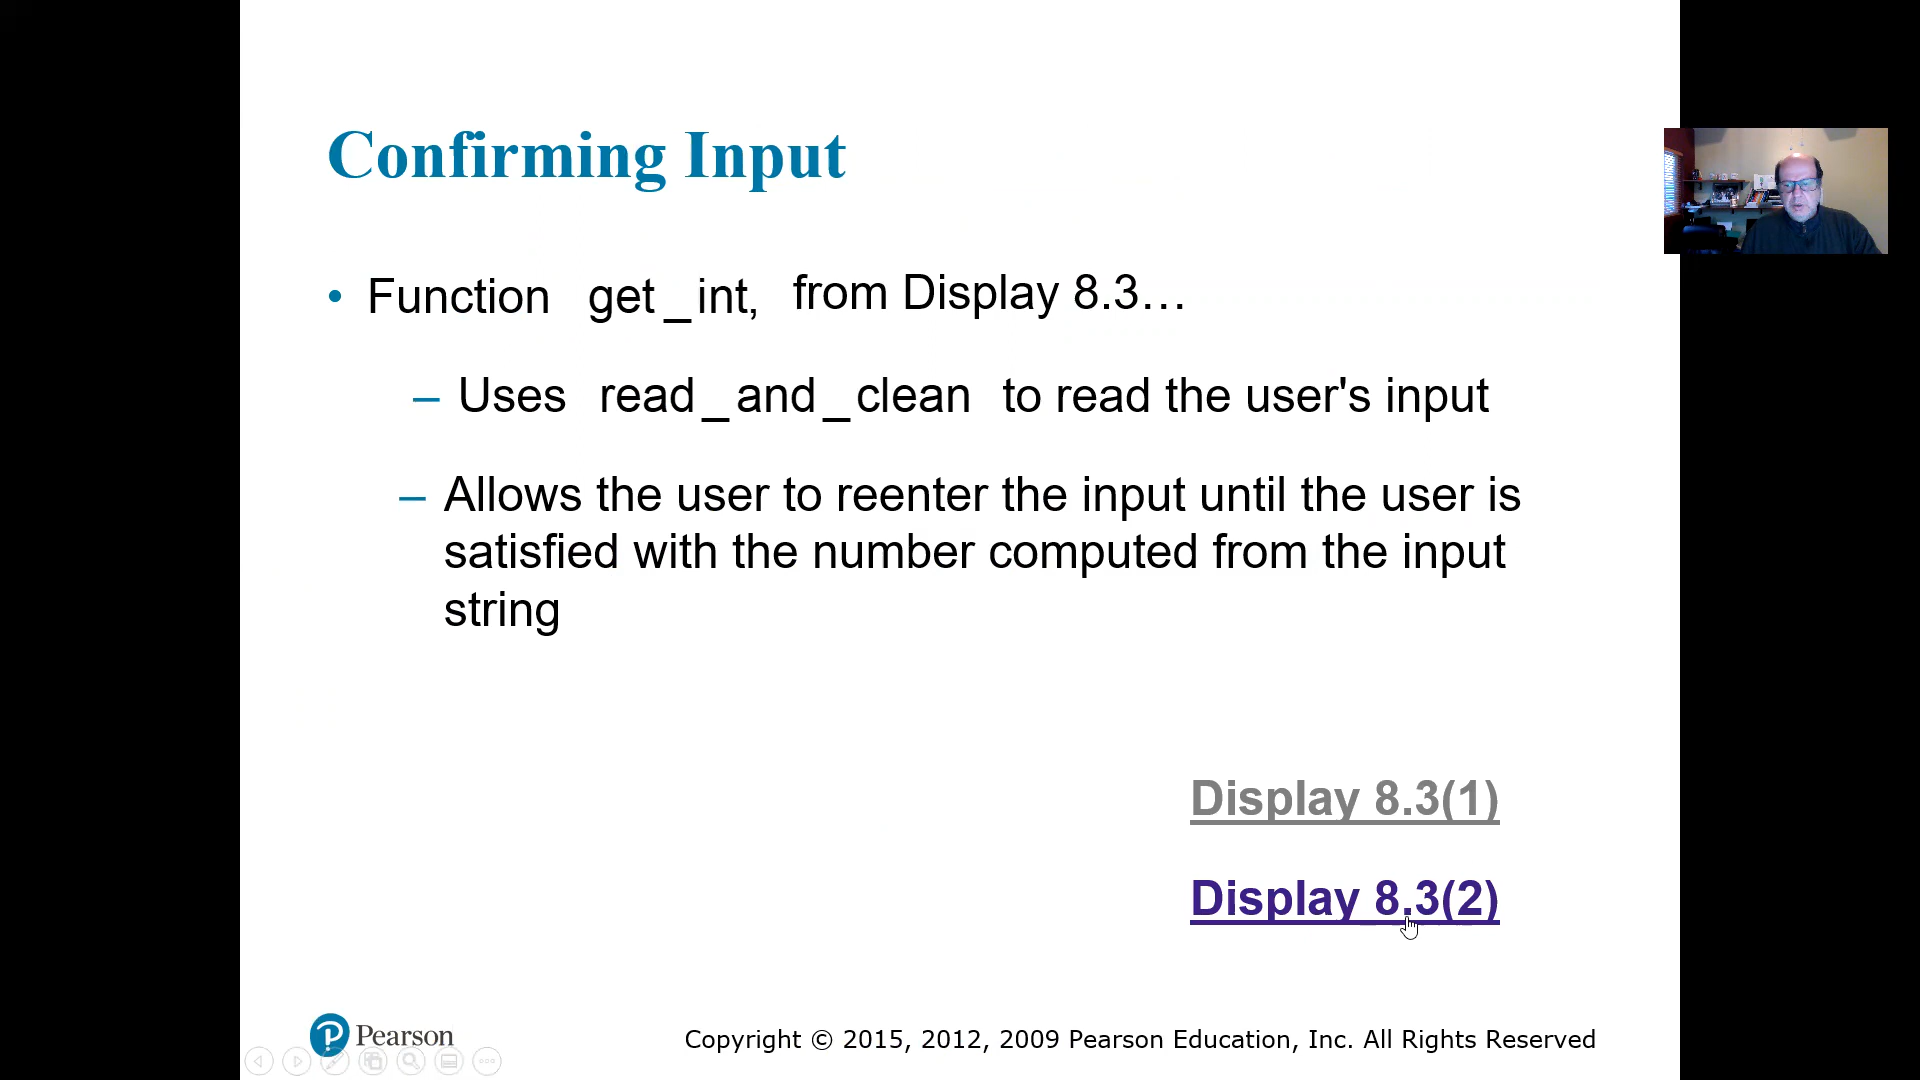 Confirming Input
• Function get_int, from Display 8.3…
– Uses read_and_clean to read the user's input
– Allows the user to reenter the input until the user is
satisfied with the number computed from the input
string
Display 8.3(1)
Display 8.3(2)
Pearson
Copyright © 2015, 2012, 2009 Pearson Education, Inc. All Rights Reserved